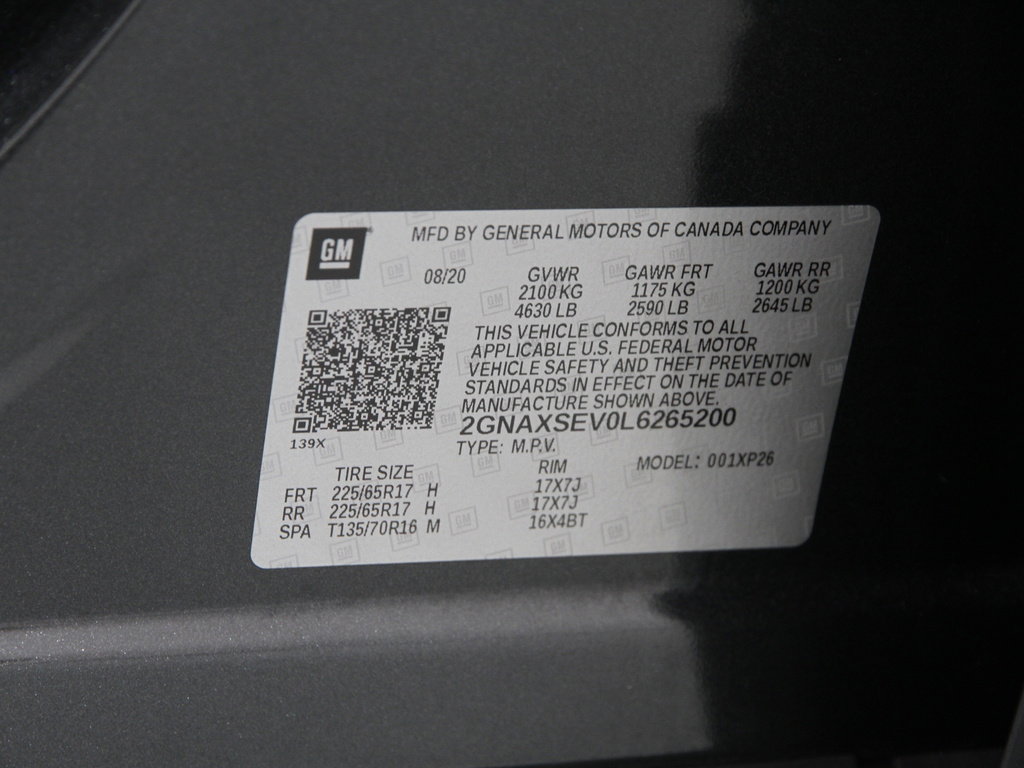 GM
MFD BY GENERAL MOTORS OF CANADA COMPANY
08/20 GVWR GAWR FRT GAWR RR
2100 KG 1175 KG 1200 KG
4630 LB 2590 LB 2645 LB
THIS VEHICLE CONFORMS TO ALL
APPLICABLE U.S. FEDERAL MOTOR
VEHICLE SAFETY AND THEFT PREVENTION
STANDARDS IN EFFECT ON THE DATE OF
MANUFACTURE SHOWN ABOVE.
2GNAXSEV0L6265200
139X
TYPE: M.P.V. MODEL: 001XP26
TIRE SIZE RIM
FRT 225/65R17 H 17X7J
RR 225/65R17 H 17X7J
SPA T135/70R16 M 16X4BT